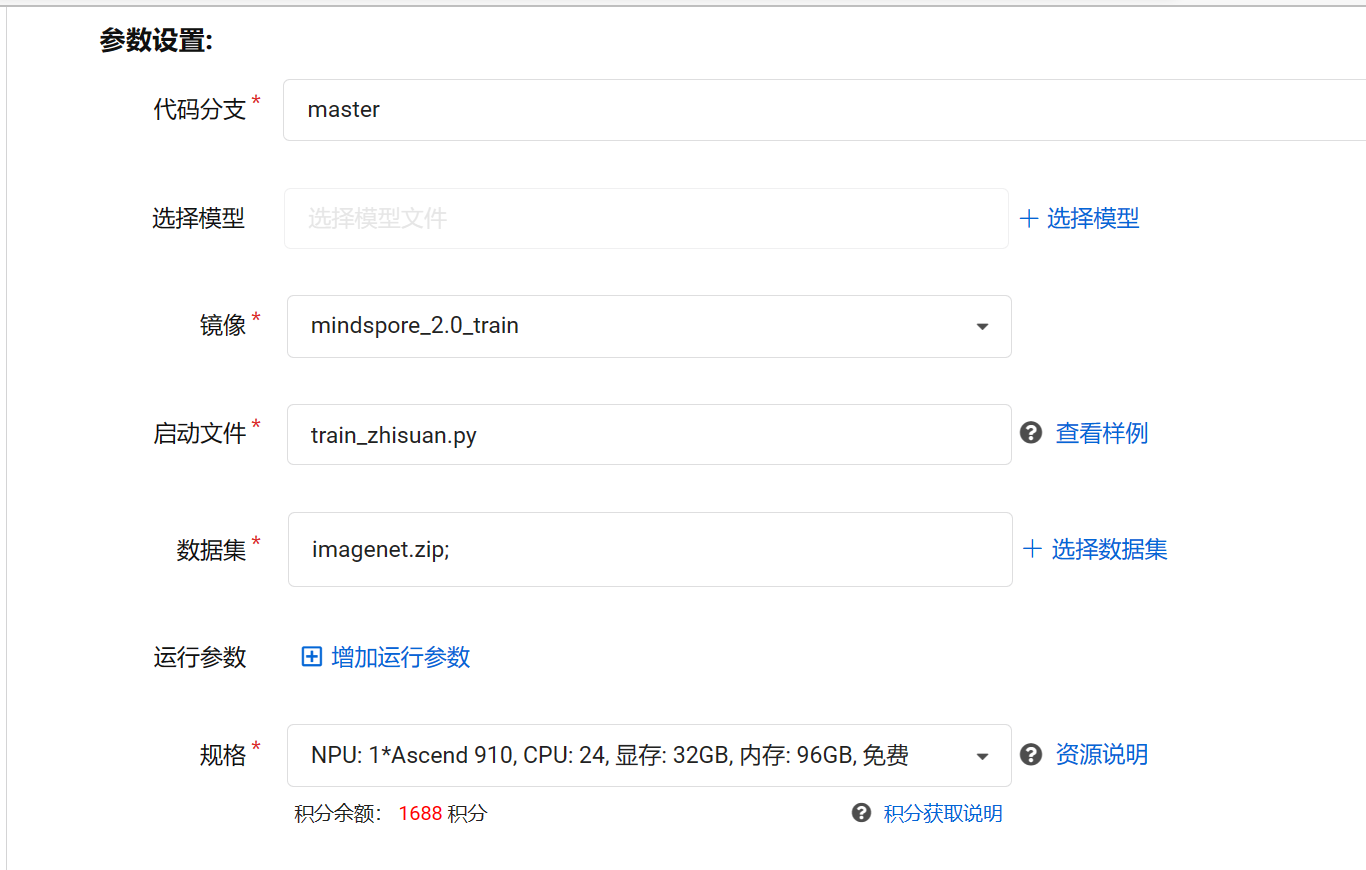 参数设置:
代码分支 * master
选择模型 选择模型文件 + 选择模型
镜像 * mindspore_2.0_train
启动文件 * train_zhisuan.py ? 查看样例
数据集 * imagenet.zip; + 选择数据集
运行参数 + 增加运行参数
规格 * NPU: 1*Ascend 910, CPU: 24, 显存: 32GB, 内存: 96GB, 免费 ? 资源说明
积分余额： 1688 积分 ? 积分获取说明